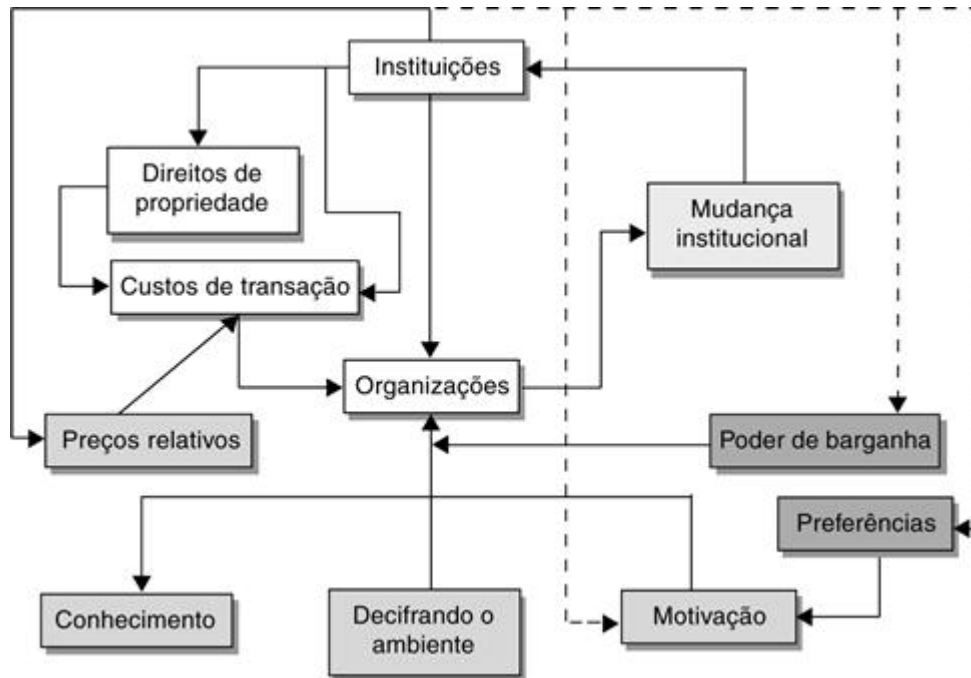 Instituições
Direitos de
propriedade
Mudança
institucional
Custos de transação
Organizações
Preços relativos
Poder de barganha
Preferências
Conhecimento
Decifrando o
ambiente
Motivação